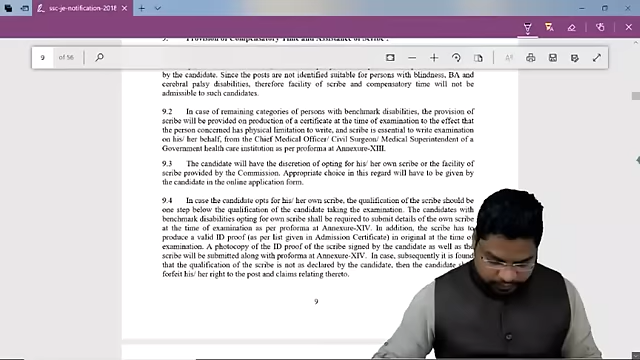 ssc-je-notification-2018
9 of 56
9. Provision of Compensatory Time and Assistance of Scribe :
by the candidate. Since the posts are not identified suitable for persons with blindness, BA and
cerebral palsy disabilities, therefore facility of scribe and compensatory time will not be
admissible to such candidates.
9.2 In case of remaining categories of persons with benchmark disabilities, the provision of
scribe will be provided on production of a certificate at the time of examination to the effect that
the person concerned has physical limitation to write, and scribe is essential to write examination
on his/ her behalf, from the Chief Medical Officer/ Civil Surgeon/ Medical Superintendent of a
Government health care institution as per proforma at Annexure-XIII.
9.3 The candidate will have the discretion of opting for his/ her own scribe or the facility of
scribe provided by the Commission. Appropriate choice in this regard will have to be given by
the candidate in the online application form.
9.4 In case the candidate opts for his/ her own scribe, the qualification of the scribe should be
one step below the qualification of the candidate taking the examination. The candidates with
benchmark disabilities opting for own scribe shall be required to submit details of the own scribe
at the time of examination as per proforma at Annexure-XIV. In addition, the scribe has to
produce a valid ID proof (as per list given in Admission Certificate) in original at the time of
examination. A photocopy of the ID proof of the scribe signed by the candidate as well as the
scribe will be submitted along with proforma at Annexure-XIV. In case, subsequently it is found
that the qualification of the scribe is not as declared by the candidate, then the candidate
forfeit his/ her right to the post and claims relating thereto.
9